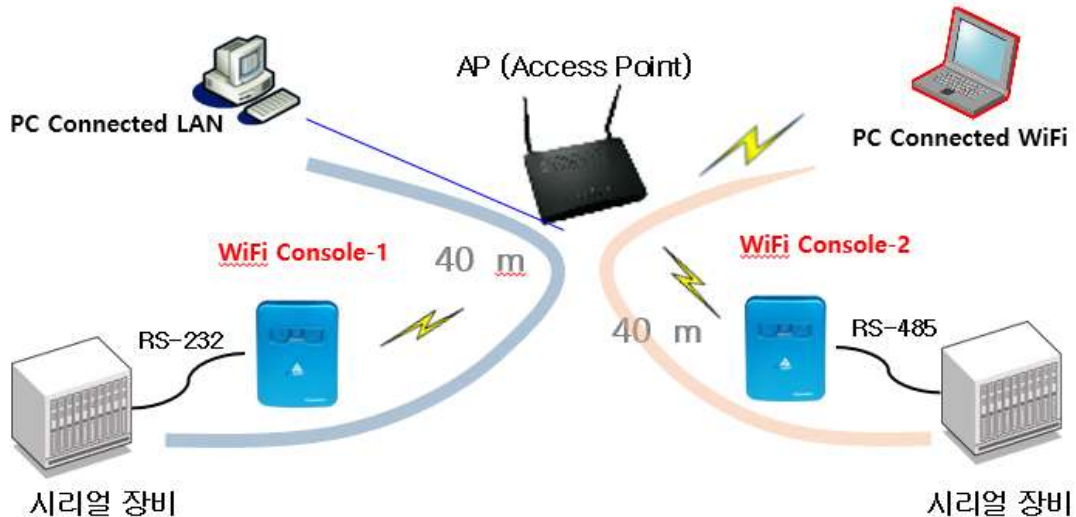 AP (Access Point)
PC Connected LAN
PC Connected WiFi
WiFi Console-1
40 m
WiFi Console-2
40 m
RS-232
RS-485
시리얼 장비
시리얼 장비